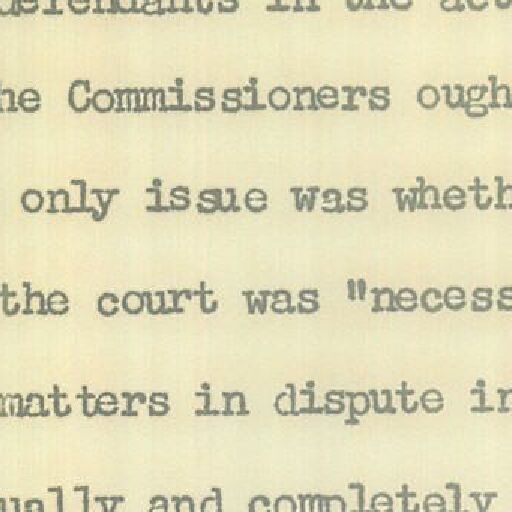 defendants in the act
he Commissioners ough
only issue was wheth
the court was "necess
matters in dispute in
ually and completely